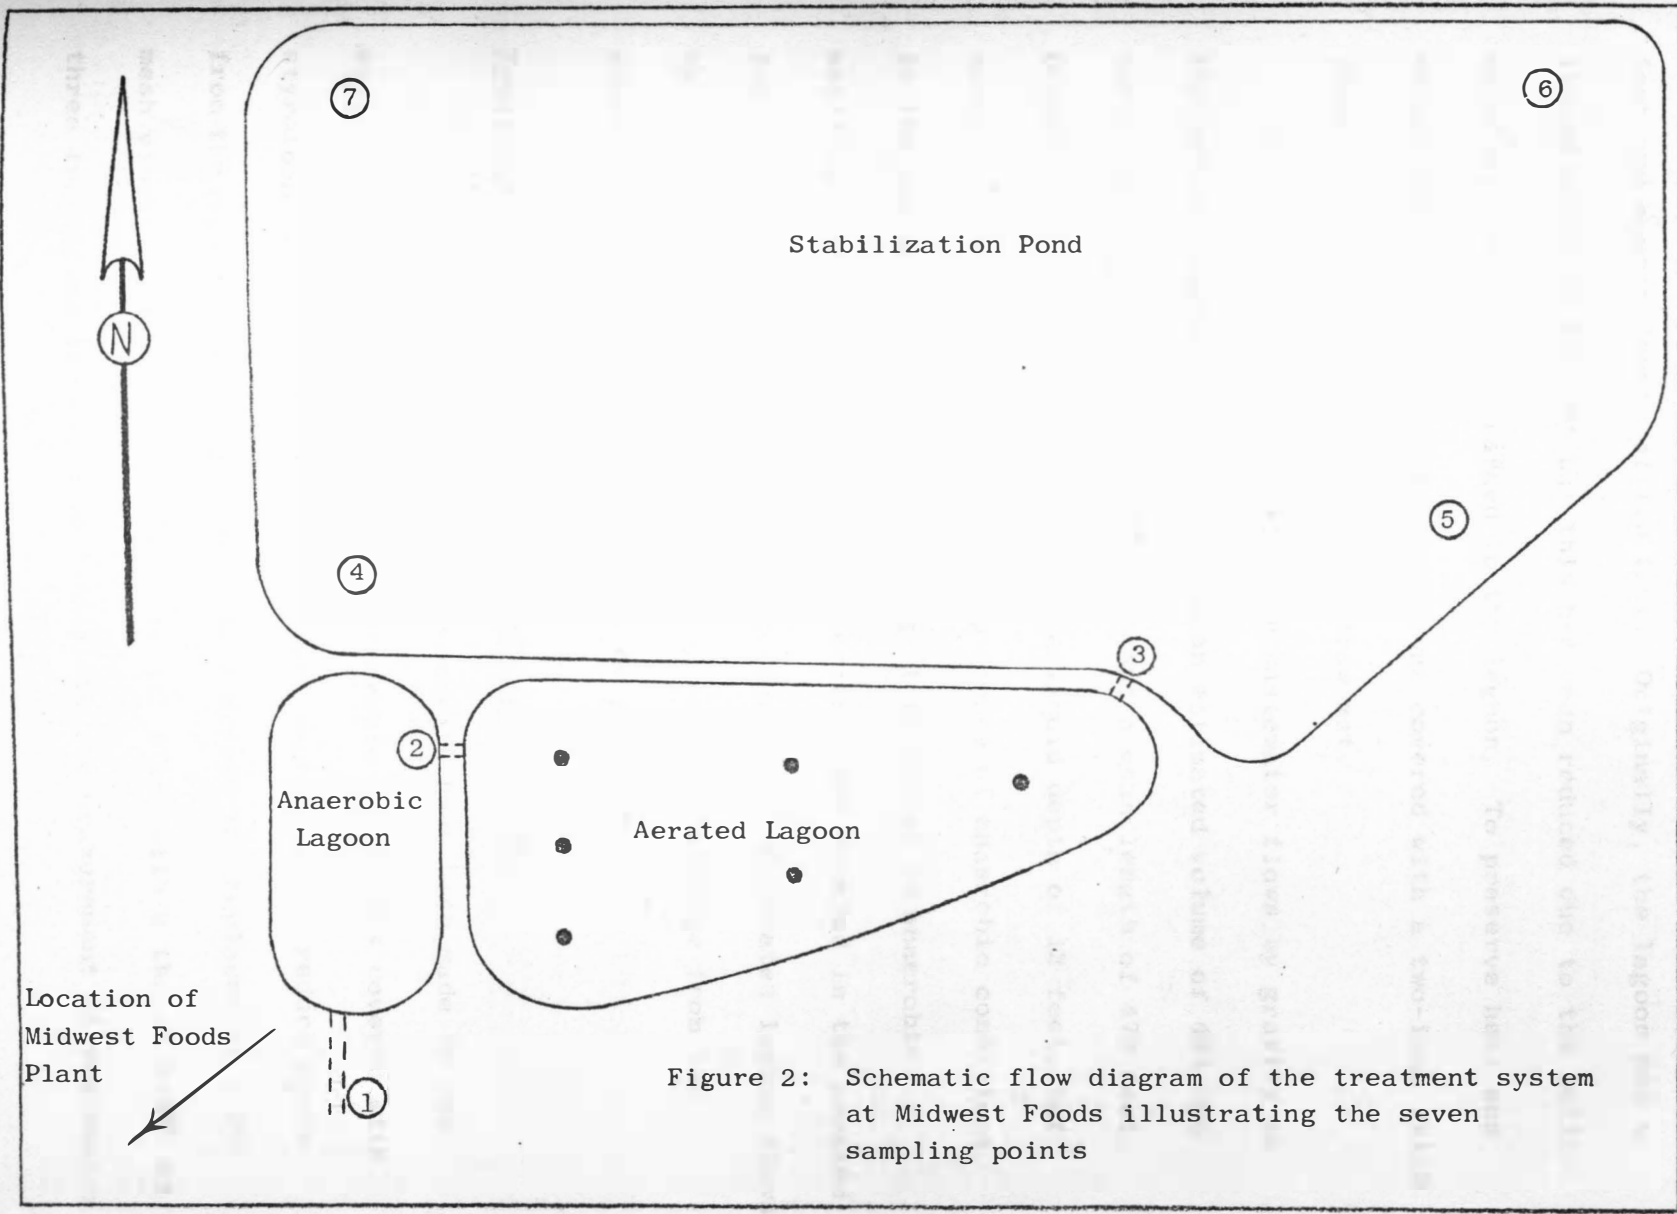 7
6
N
Stabilization Pond
5
4
3
2
Anaerobic
Lagoon
Aerated Lagoon
Location of
Midwest Foods
Plant
1
Figure 2: Schematic flow diagram of the treatment system
at Midwest Foods illustrating the seven
sampling points